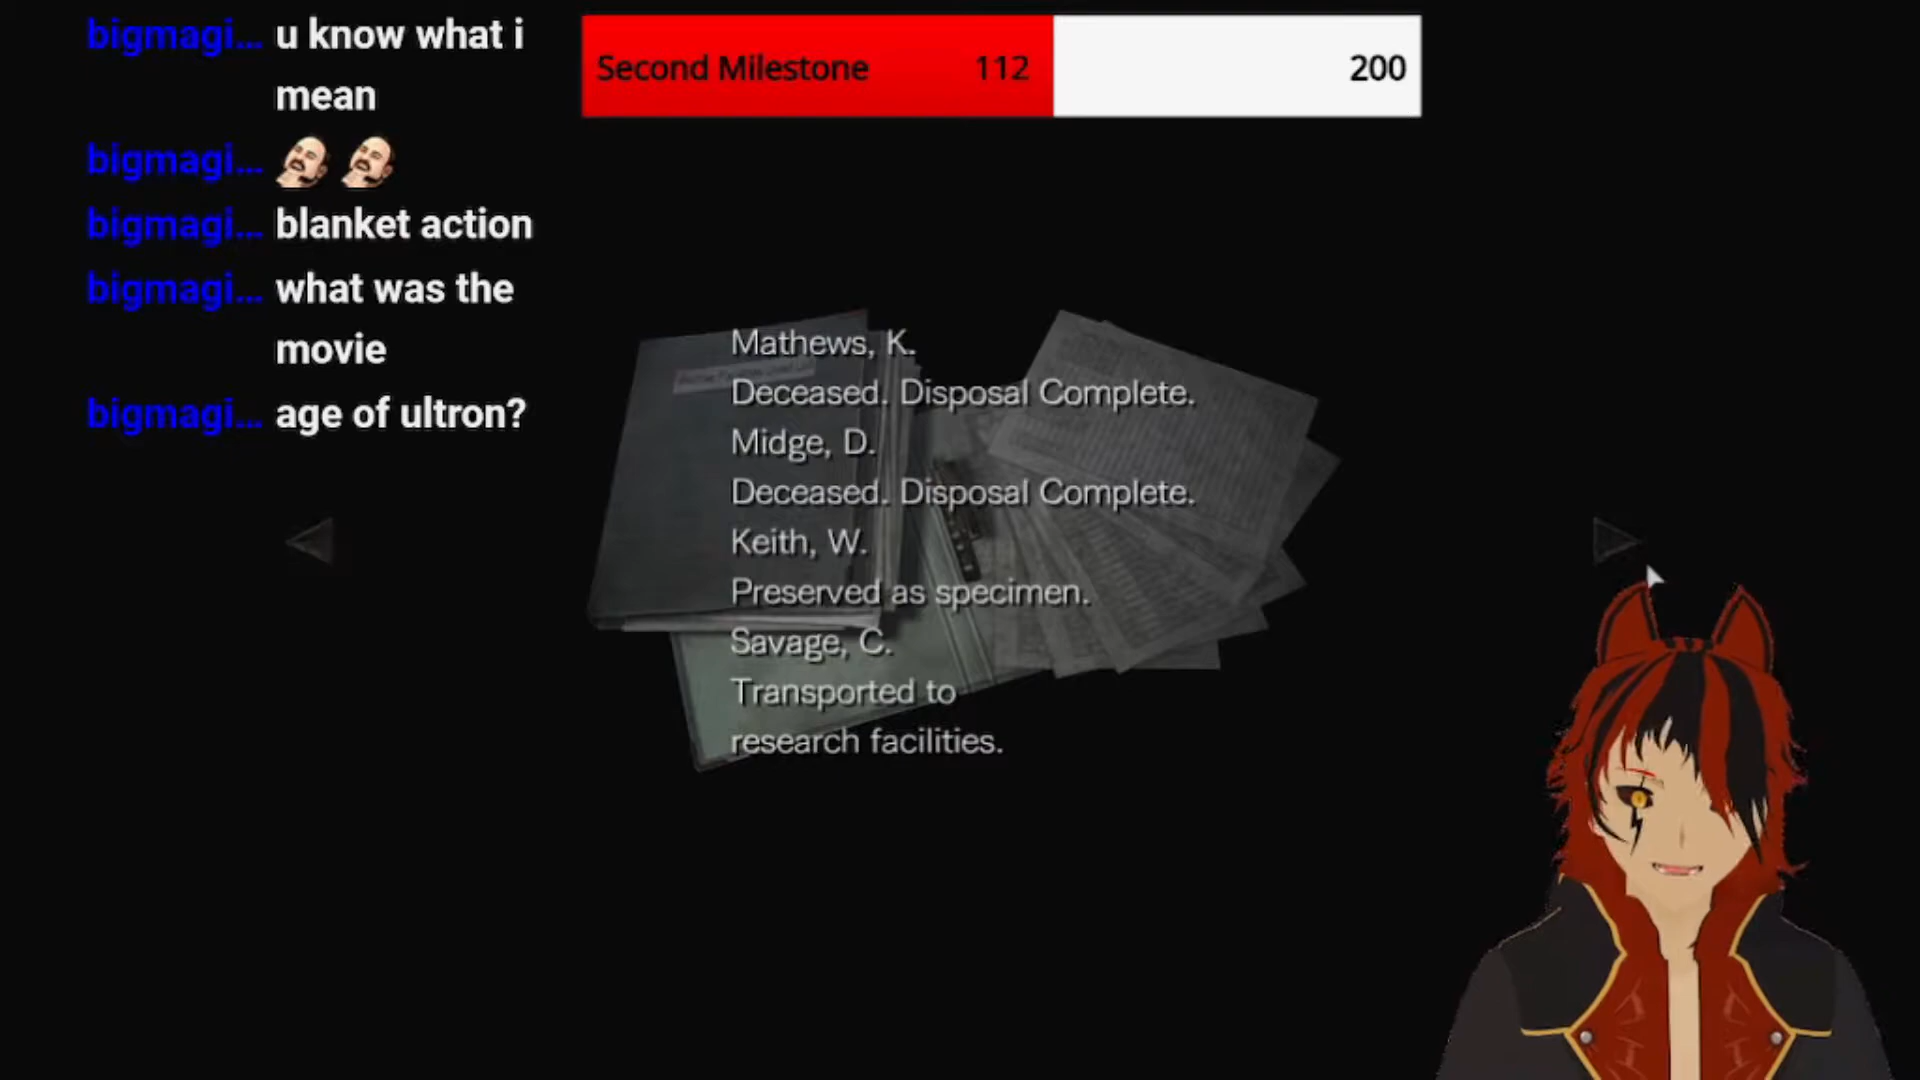 bigmagi... u know what i
mean
bigmagi...
bigmagi... blanket action
bigmagi... what was the
movie
bigmagi... age of ultron?
Second Milestone 112 200
Mathews, K.
Deceased. Disposal Complete.
Midge, D.
Deceased. Disposal Complete.
Keith, W.
Preserved as specimen.
Savage, C.
Transported to
research facilities.